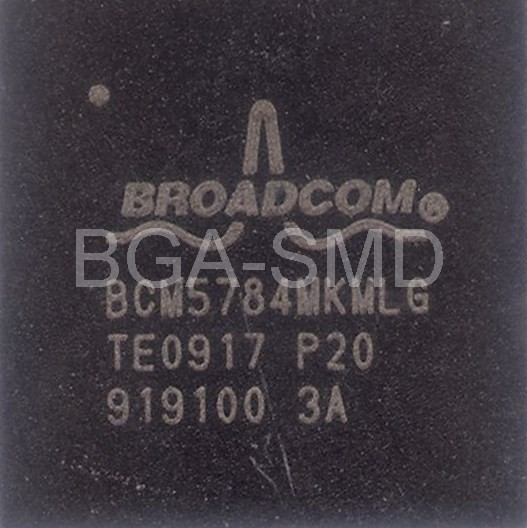 BROADCOM®
BGA-SMD
BCM5784MKMLG
TE0917 P20
919100 3A